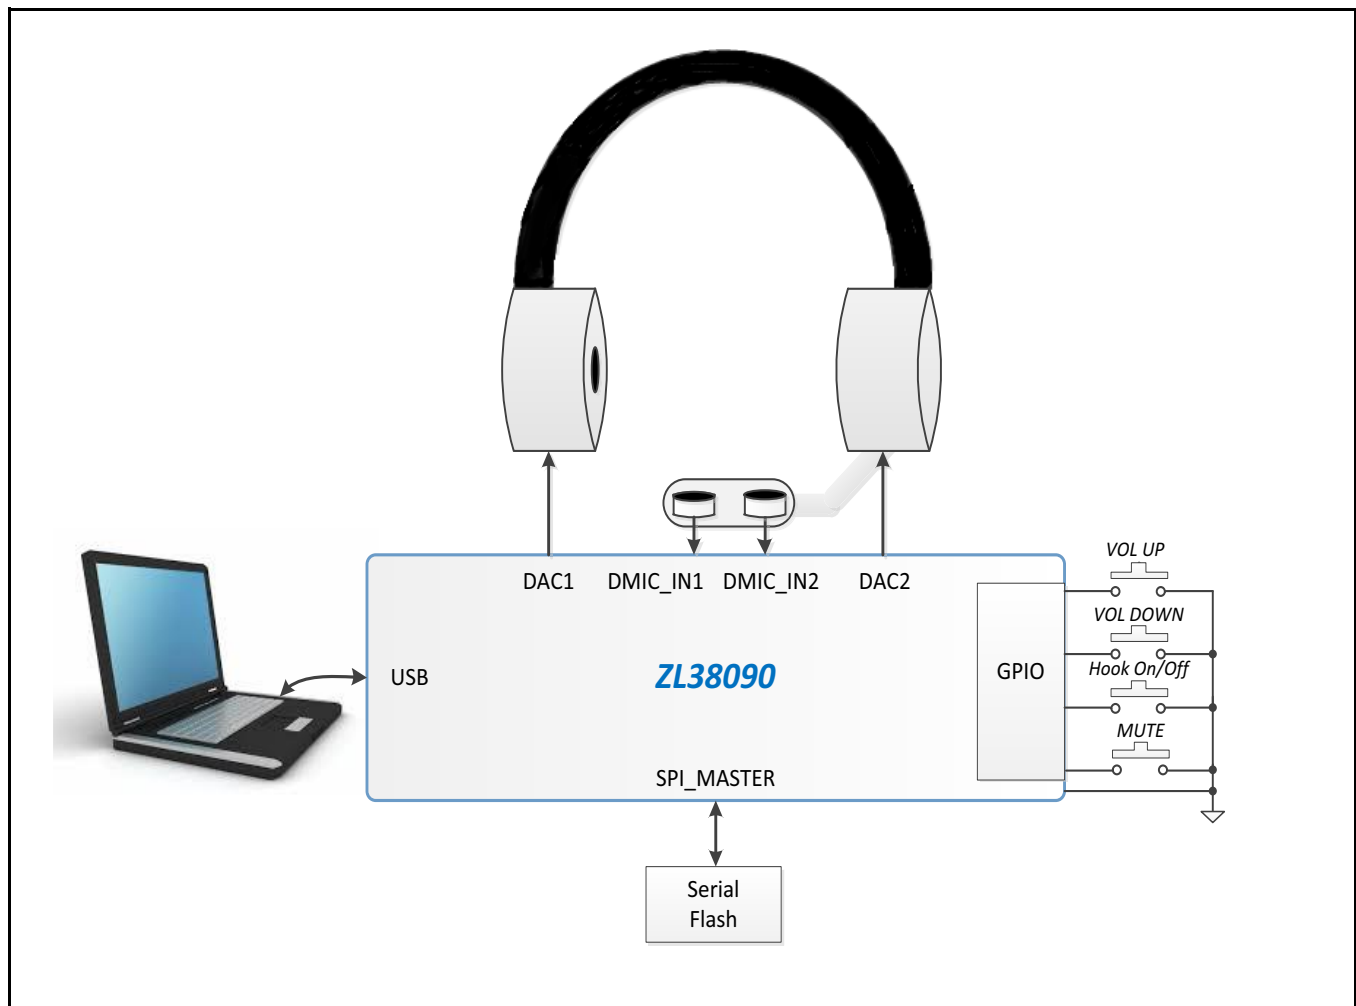 VOL UP
DAC1
DMIC_IN1
DMIC_IN2
DAC2
VOL DOWN
USB
ZL38090
GPIO
Hook On/Off
MUTE
SPI_MASTER
Serial
Flash